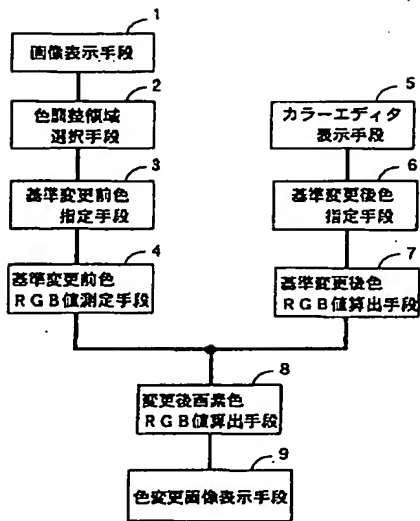 1
画像表示手段
2
色調整領域
選択手段
3
基準変更前色
指定手段
4
基準変更前色
RGB値測定手段
5
カラーエディタ
表示手段
6
基準変更後色
指定手段
7
基準変更後色
RGB値算出手段
8
変更後画素色
RGB値算出手段
9
色変更画像表示手段